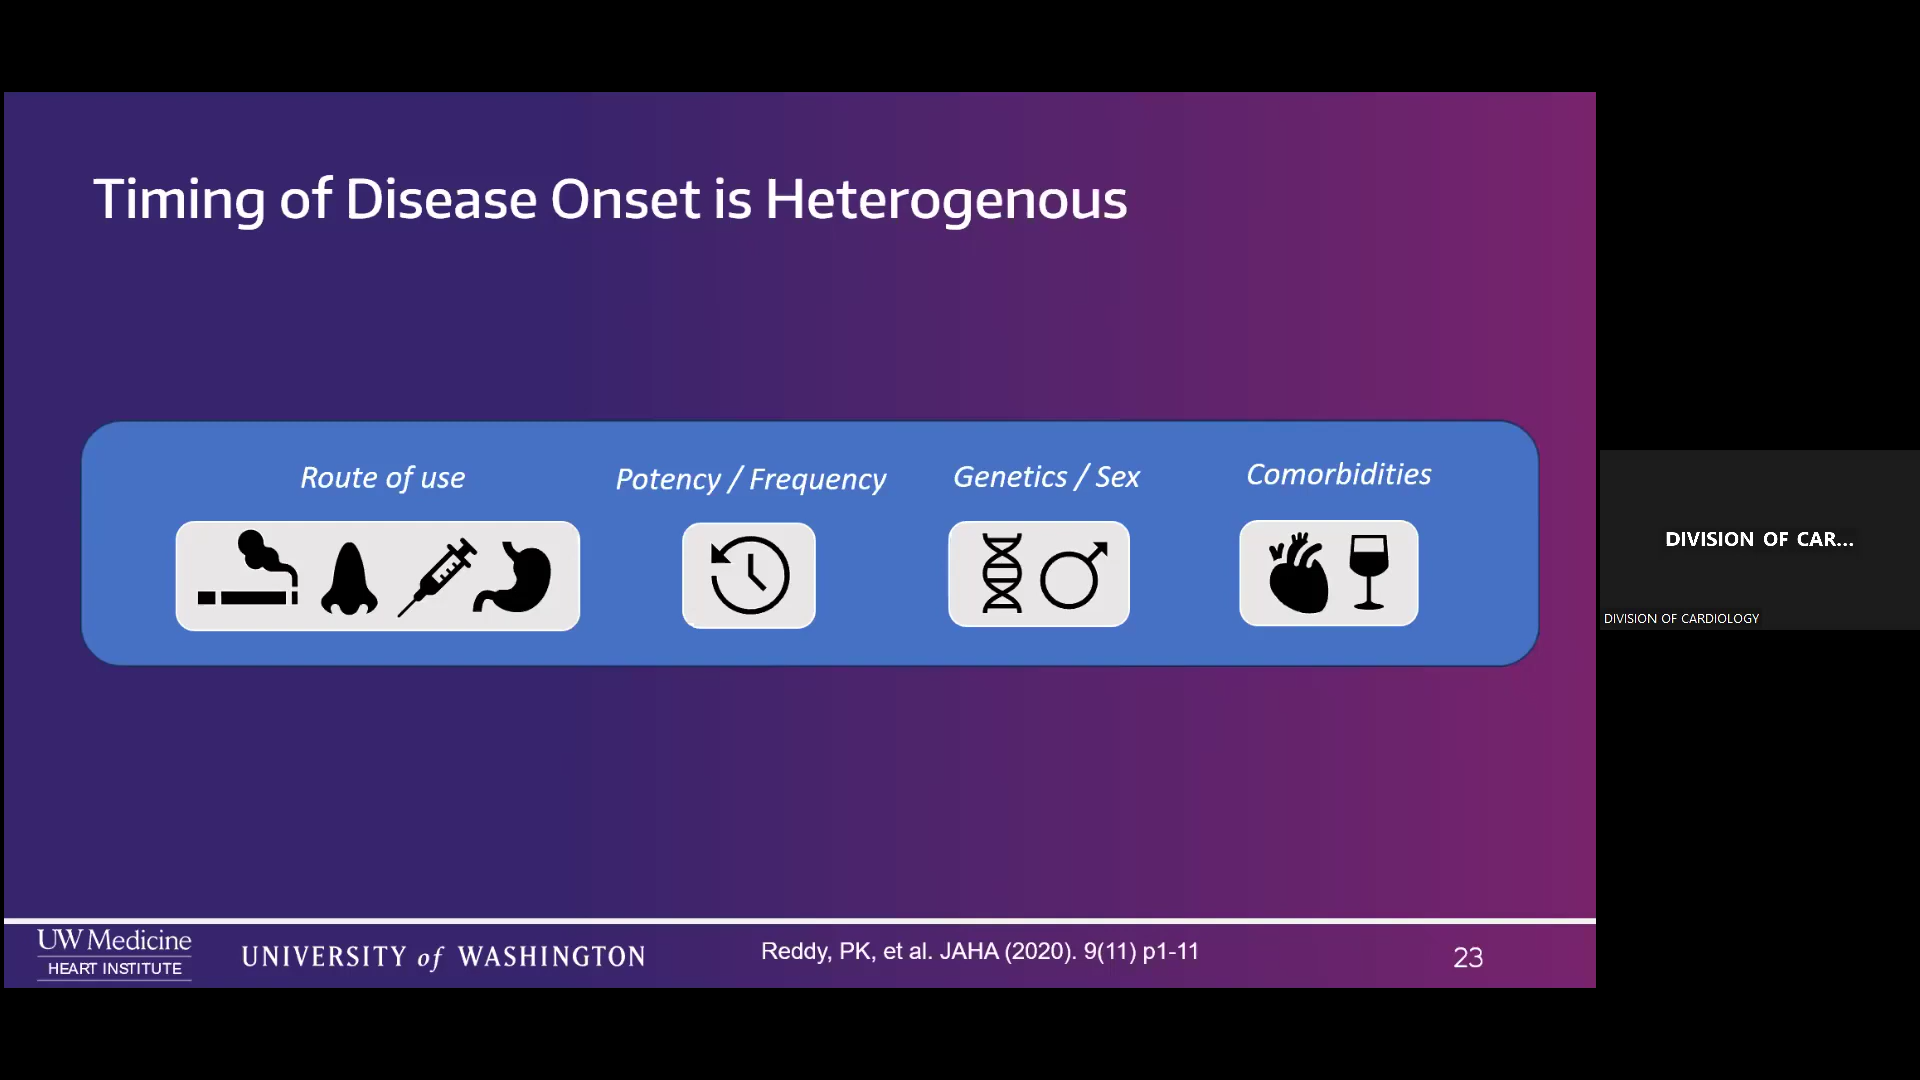 Timing of Disease Onset is Heterogenous
Route of use
Potency / Frequency
Genetics / Sex
Comorbidities
UW Medicine
HEART INSTITUTE
UNIVERSITY of WASHINGTON
Reddy, PK, et al. JAHA (2020). 9(11) p1-11
23
DIVISION OF CAR...
DIVISION OF CARDIOLOGY